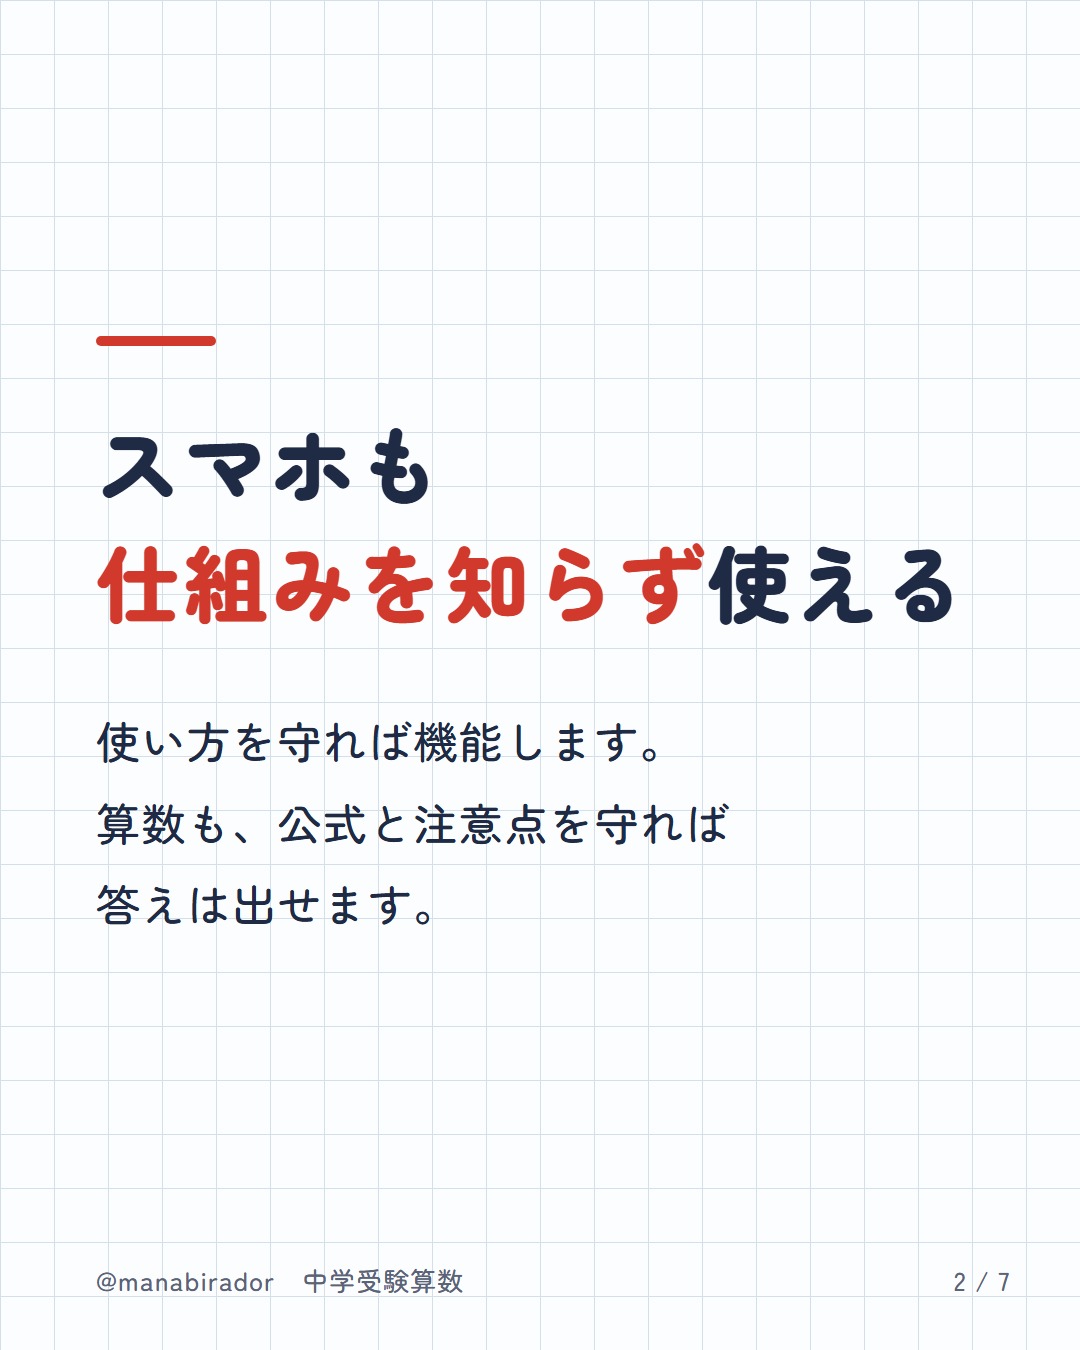 スマホも
仕組みを知らず使える
使い方を守れば機能します。
算数も、公式と注意点を守れば
答えは出せます。
@manabirador　中学受験算数
2 / 7